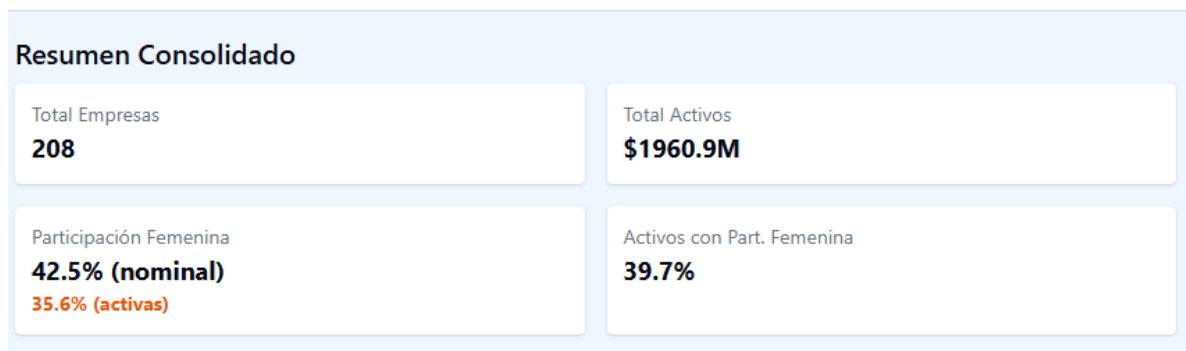 Resumen Consolidado
Total Empresas
208
Total Activos
$1960.9M
Participación Femenina
42.5% (nominal)
35.6% (activas)
Activos con Part. Femenina
39.7%